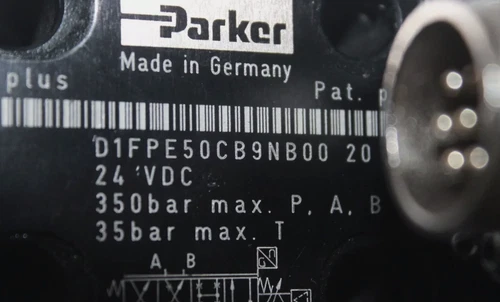 Parker
Made in Germany
plus
Pat. p
D1FPE50CB9NB00 20
24 VDC
350bar max. P, A, B
35bar max. T
A B